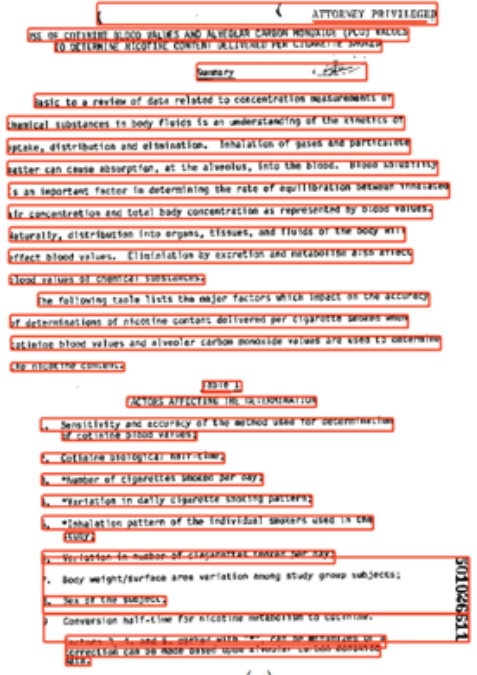 ATTORNEY PRIVILEGED
USE OF COTININE BLOOD VALUES AND ALVEOLAR CARBON MONOXIDE (PCO) VALUES
TO DETERMINE NICOTINE CONTENT DELIVERED PER CIGARETTE SMOKED
Summary
Basic to a review of data related to concentration measurements of
chemical substances in body fluids is an understanding of the kinetics of
uptake, distribution and elimination. Inhalation of gases and particulate
matter can cause absorption, at the alveolus, into the blood. Blood solubility
is an important factor in determining the rate of equilibration between inhaled
air concentration and total body concentration as represented by blood values.
Naturally, distribution into organs, tissues, and fluids of the body will
effect blood values. Eliminiation by excretion and metabolism also affect
blood values of chemical substances.
The following table lists the major factors which impact on the accuracy
of determinations of nicotine content delivered per cigarette smoked when
cotinine blood values and alveolar carbon monoxide values are used to determine
the nicotine content.
Table 1
FACTORS AFFECTING THE DETERMINATION
Sensitivity and accuracy of the method used for determination
of cotinine blood values;
Cotinine biological half-time;
*Number of cigarettes smoked per day;
*Variation in daily cigarette smoking pattern;
*Inhalation pattern of the individual smokers used in the
study;
Variation in number of cigarettes smoked per day;
Body weight/surface area variation among study group subjects;
Sex of the subject;
Conversion half-time for nicotine metabolism to cotinine.
marked with can be
correction can be made based upon alveolar carbon monoxide